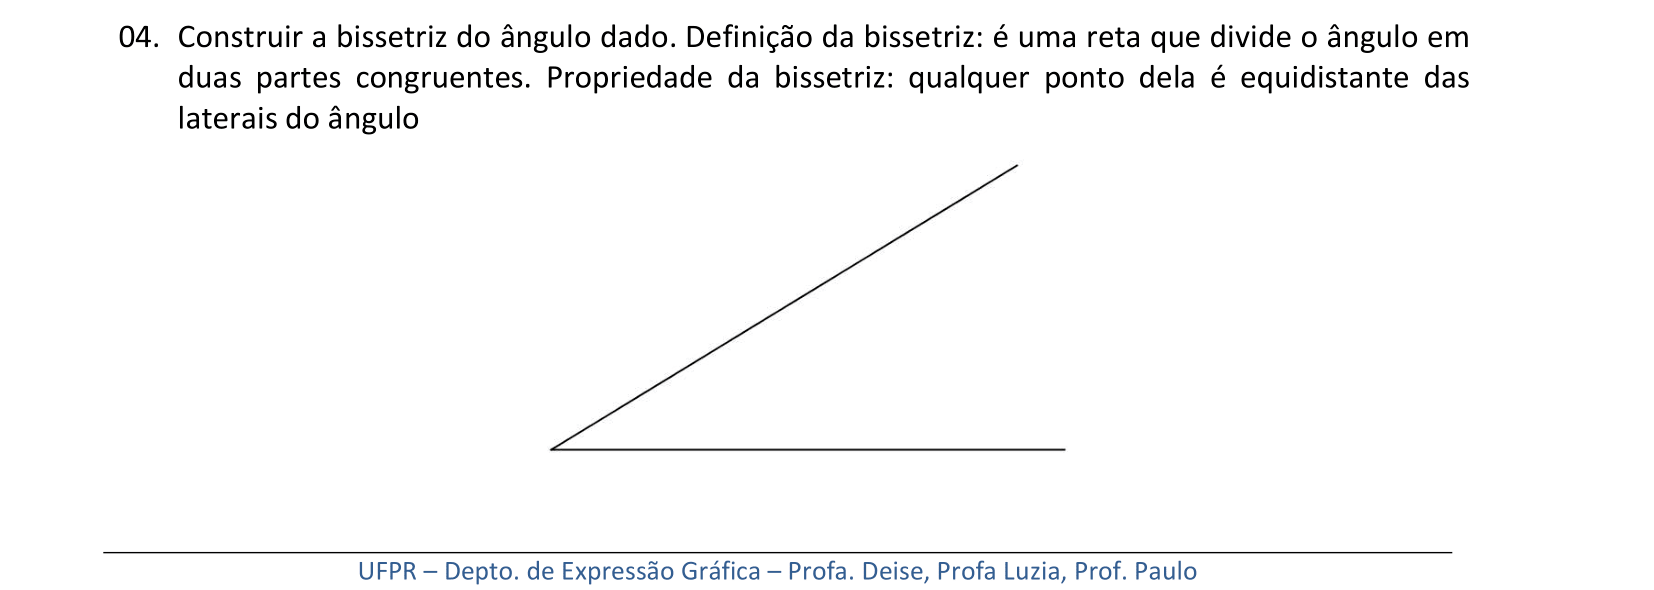 04. Construir a bissetriz do ângulo dado. Definição da bissetriz: é uma reta que divide o ângulo em
duas partes congruentes. Propriedade da bissetriz: qualquer ponto dela é equidistante das
laterais do ângulo
UFPR – Depto. de Expressão Gráfica – Profa. Deise, Profa Luzia, Prof. Paulo